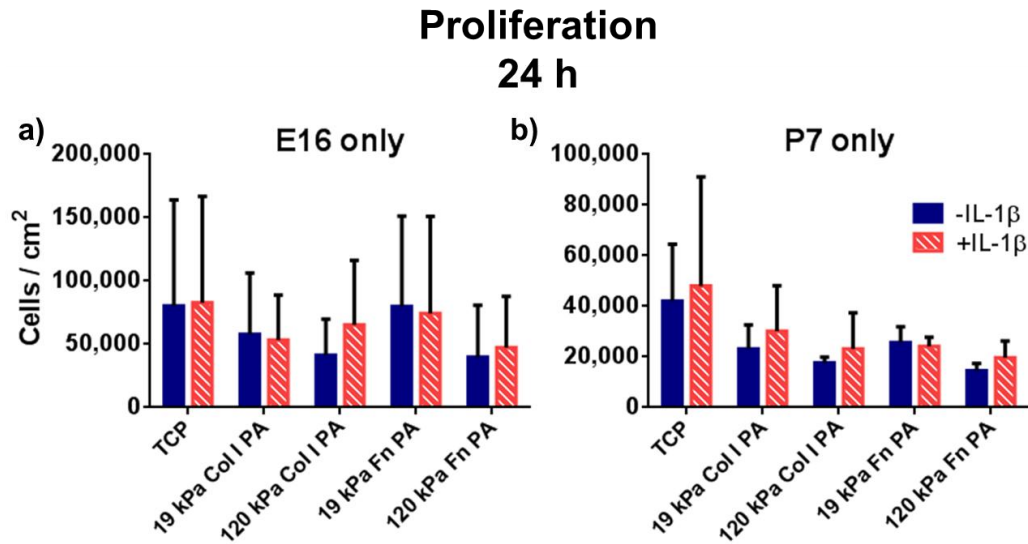 Proliferation
24 h
a)
E16 only
200,000
150,000
100,000
50,000
0
Cells / cm²
TCP
19 kPa Col I PA
120 kPa Col I PA
19 kPa Fn PA
120 kPa Fn PA
b)
P7 only
100,000
80,000
60,000
40,000
20,000
0
-IL-1β
+IL-1β
TCP
19 kPa Col I PA
120 kPa Col I PA
19 kPa Fn PA
120 kPa Fn PA